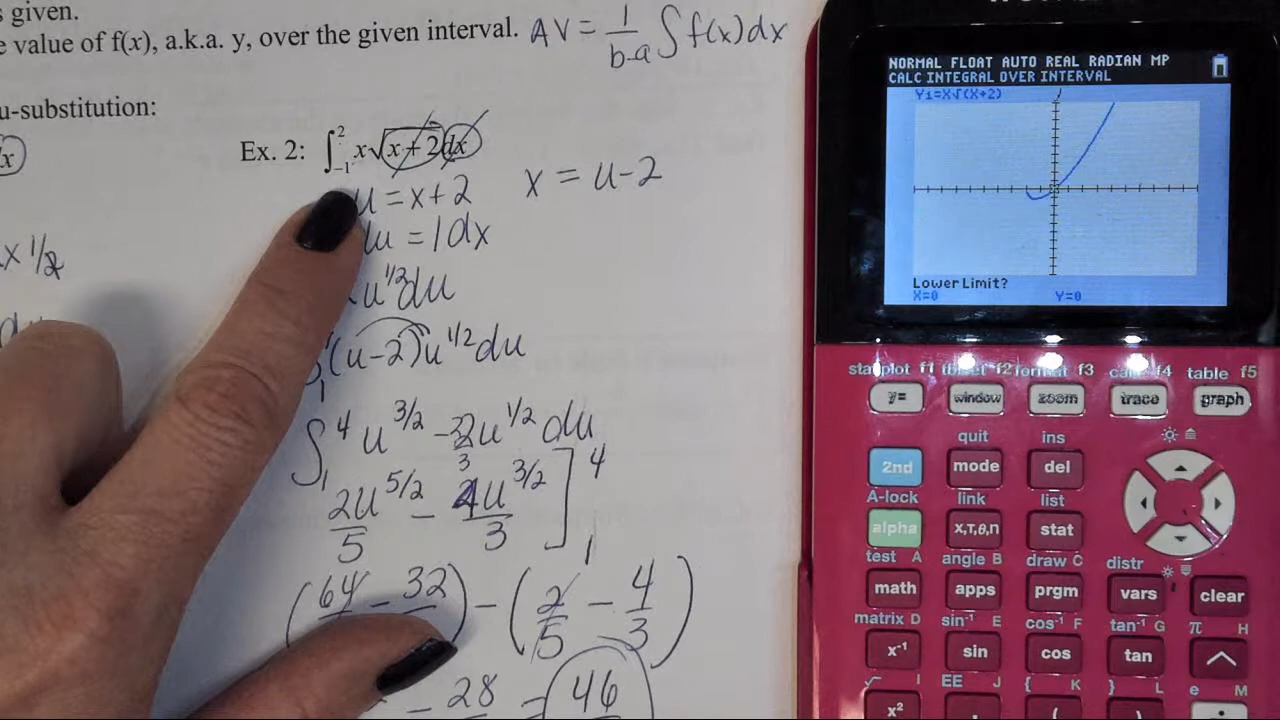 s given.
e value of f(x), a.k.a. y, over the given interval. AV = 1/b-a ∫ f(x) dx
u-substitution:
Ex. 2: ∫₋₁² x√(x + 2) dx
u = x+2 x = u-2
du = 1dx
u^1/2 du
(u-2) u^1/2 du
∫₁⁴ u^3/2 - 2u^1/2 du
2u^5/2/5 - 4u^3/2/3 ]₁⁴
(64 - 32) - (2/5 - 4/3)
- 28 = 46
x 1/2
NORMAL FLOAT AUTO REAL RADIAN MP
CALC INTEGRAL OVER INTERVAL
Y1=X√(X+2)
Lower Limit?
X=0 Y=0
statplot f1 tblset f2 format f3 calc f4 table f5
y= window zoom trace graph
quit ins
2nd mode del
A-lock link list
alpha X,T,θ,n stat
test A angle B draw C distr
math apps prgm vars clear
matrix D sin⁻¹ E cos⁻¹ F tan⁻¹ G π H
x⁻¹ sin cos tan ^
√ I EE J { K } L e M
x² , ( ) ÷